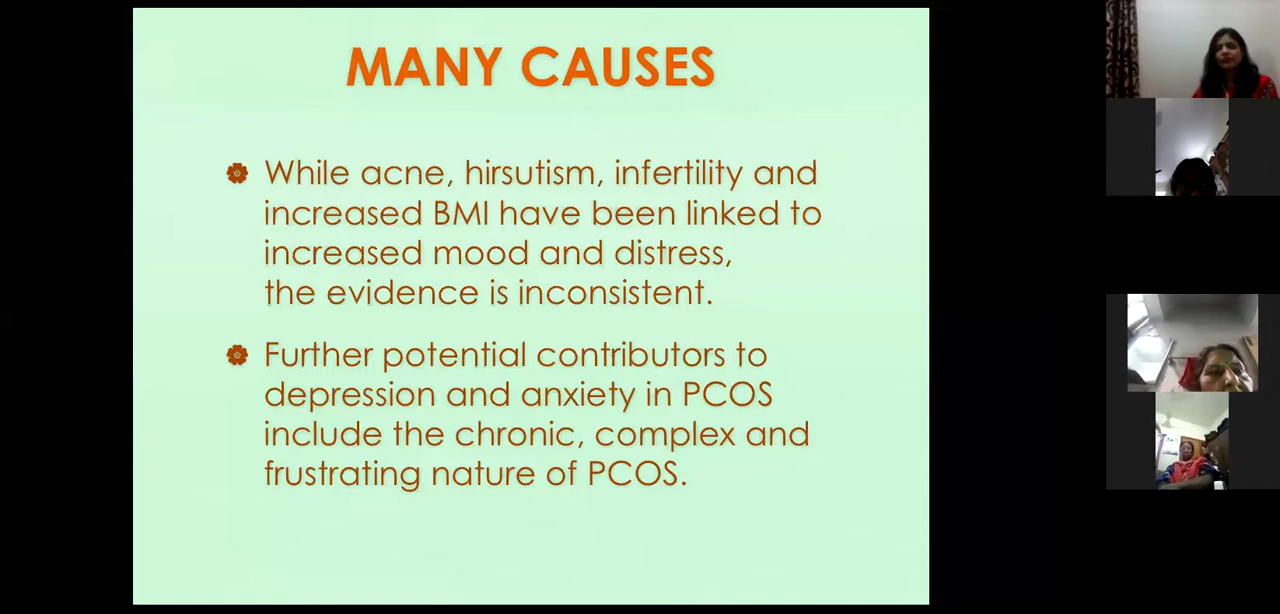 MANY CAUSES
While acne, hirsutism, infertility and
increased BMI have been linked to
increased mood and distress,
the evidence is inconsistent.
Further potential contributors to
depression and anxiety in PCOS
include the chronic, complex and
frustrating nature of PCOS.